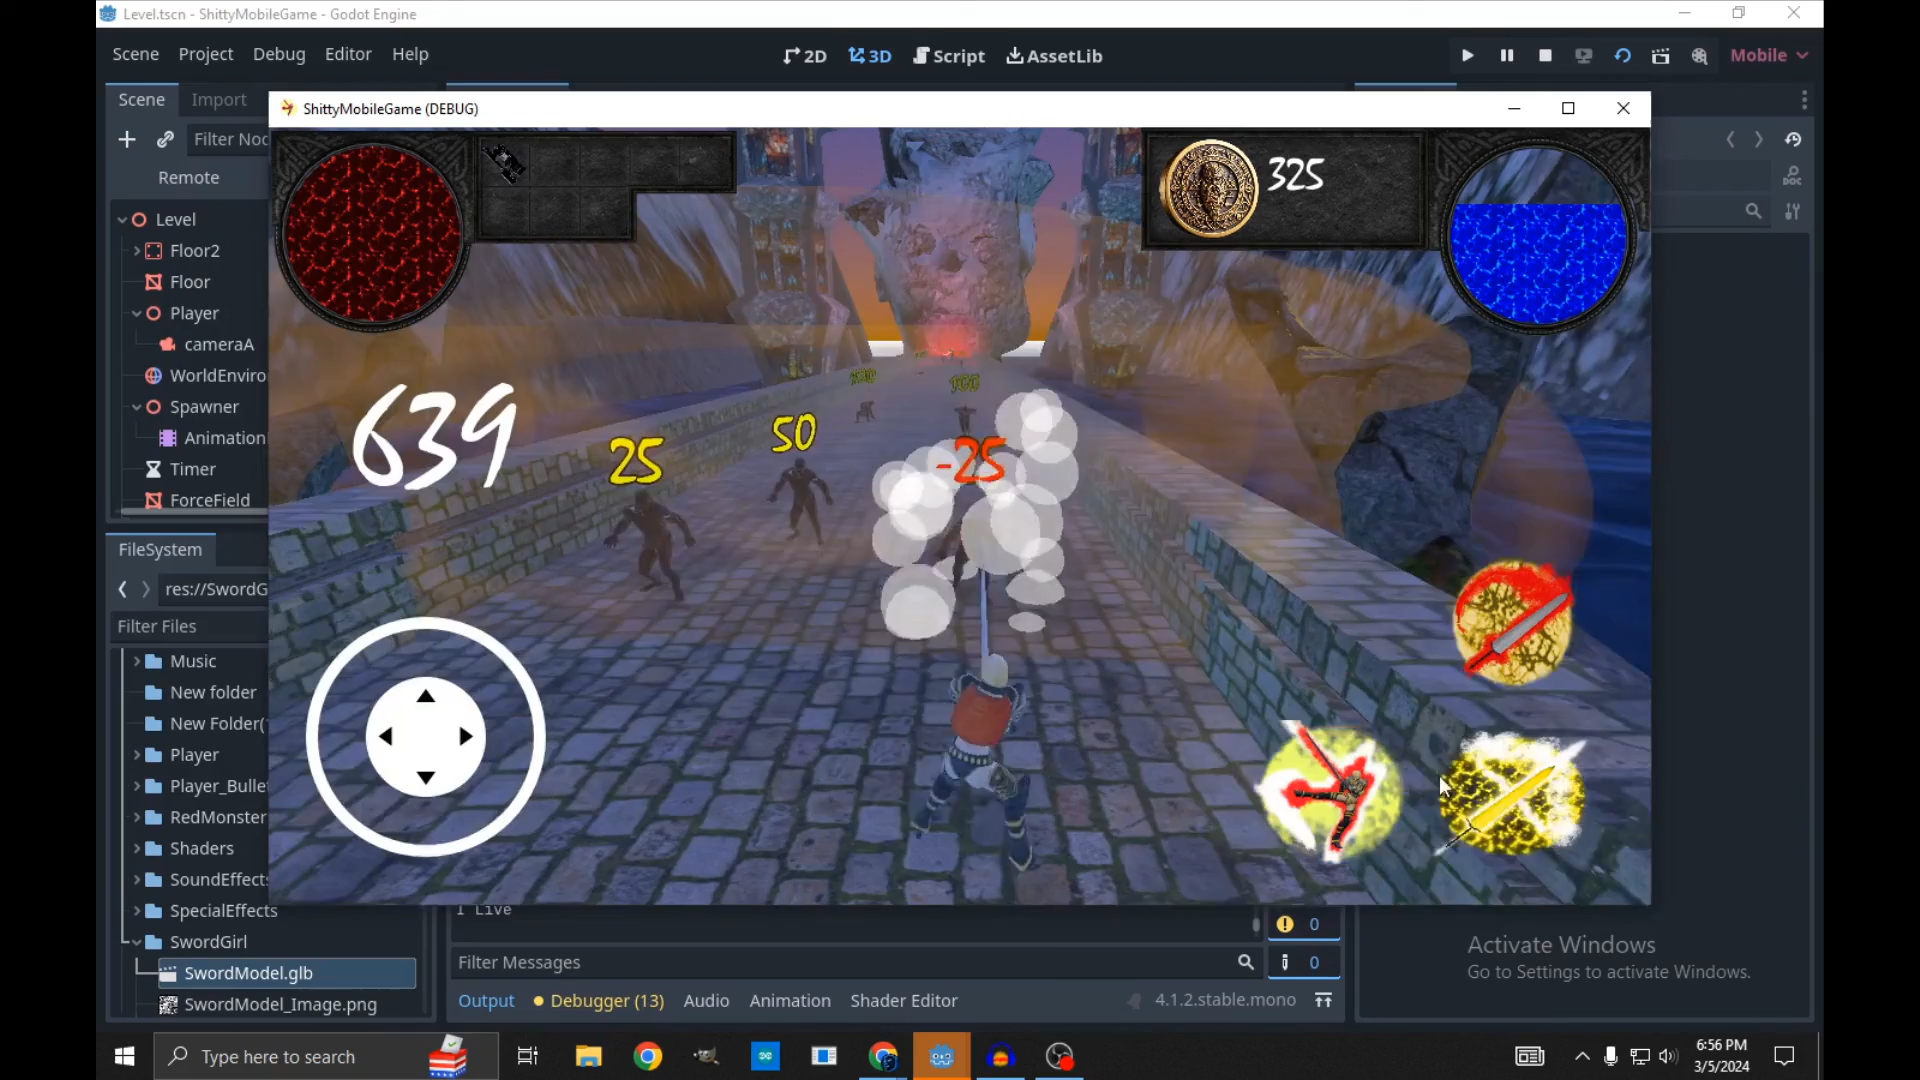 Level.tscn - ShittyMobileGame - Godot Engine
Scene Project Debug Editor Help
2D 3D Script AssetLib
Mobile
Scene Import
ShittyMobileGame (DEBUG)
Filter Noc
Remote
Level
Floor2
Floor
Player
cameraA
WorldEnviro
Spawner
Animation
Timer
ForceField
325
639
25
50
-25
100
FileSystem
res://SwordG
Filter Files
Music
New folder
New Folder(
Player
Player_Bulle
RedMonster
Shaders
SoundEffect
SpecialEffects
SwordGirl
SwordModel.glb
SwordModel_Image.png
I Live
0
Filter Messages
0
Output Debugger (13) Audio Animation Shader Editor
4.1.2.stable.mono
Activate Windows
Go to Settings to activate Windows.
Type here to search
6:56 PM
3/5/2024